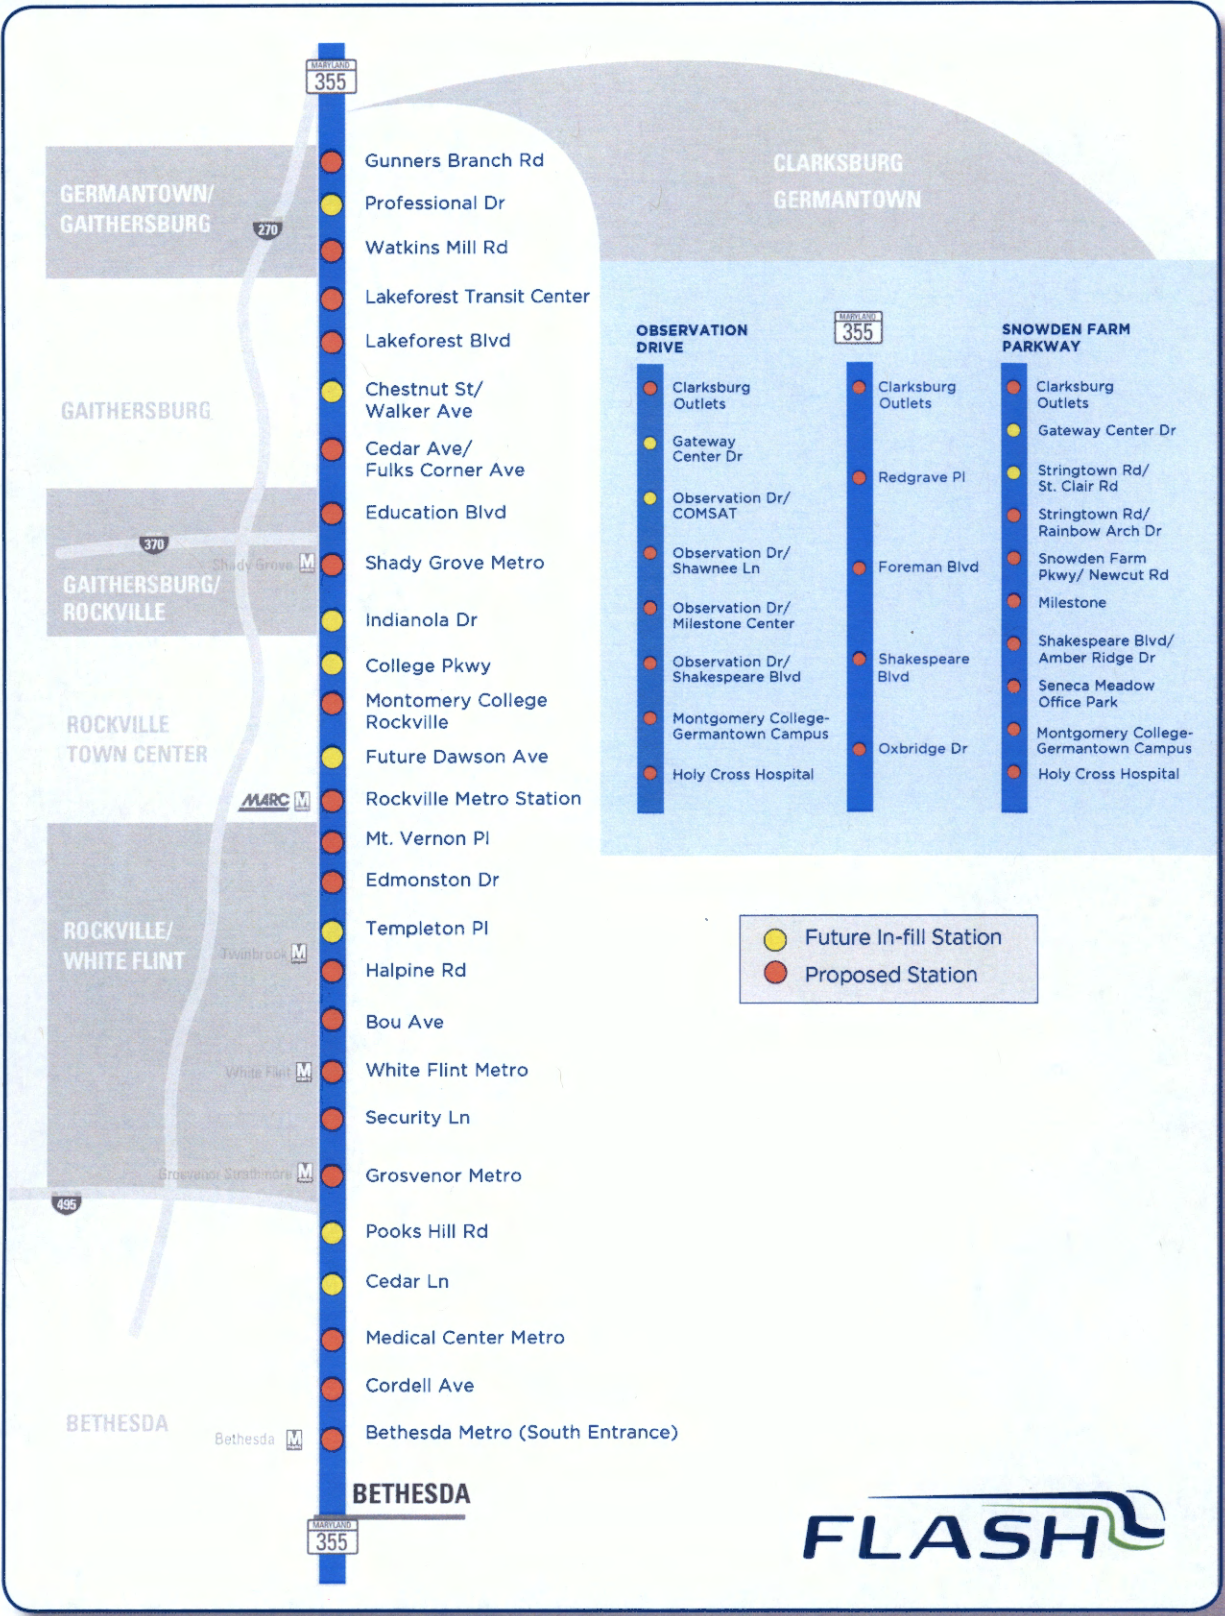 MARYLAND
355
GERMANTOWN/
GAITHERSBURG
270
GAITHERSBURG
370
Shady Grove M
GAITHERSBURG/
ROCKVILLE
ROCKVILLE
TOWN CENTER
MARC M
ROCKVILLE/
WHITE FLINT
Twinbrook M
White Flint M
Grosvenor Strathmore M
495
BETHESDA
Bethesda M
Gunners Branch Rd
Professional Dr
Watkins Mill Rd
Lakeforest Transit Center
Lakeforest Blvd
Chestnut St/
Walker Ave
Cedar Ave/
Fulks Corner Ave
Education Blvd
Shady Grove Metro
Indianola Dr
College Pkwy
Montomery College
Rockville
Future Dawson Ave
Rockville Metro Station
Mt. Vernon Pl
Edmonston Dr
Templeton Pl
Halpine Rd
Bou Ave
White Flint Metro
Security Ln
Grosvenor Metro
Pooks Hill Rd
Cedar Ln
Medical Center Metro
Cordell Ave
Bethesda Metro (South Entrance)
BETHESDA
MARYLAND
355
CLARKSBURG
GERMANTOWN
OBSERVATION
DRIVE
Clarksburg
Outlets
Gateway
Center Dr
Observation Dr/
COMSAT
Observation Dr/
Shawnee Ln
Observation Dr/
Milestone Center
Observation Dr/
Shakespeare Blvd
Montgomery College-
Germantown Campus
Holy Cross Hospital
MARYLAND
355
Clarksburg
Outlets
Redgrave Pl
Foreman Blvd
Shakespeare
Blvd
Oxbridge Dr
SNOWDEN FARM
PARKWAY
Clarksburg
Outlets
Gateway Center Dr
Stringtown Rd/
St. Clair Rd
Stringtown Rd/
Rainbow Arch Dr
Snowden Farm
Pkwy/ Newcut Rd
Milestone
Shakespeare Blvd/
Amber Ridge Dr
Seneca Meadow
Office Park
Montgomery College-
Germantown Campus
Holy Cross Hospital
Future In-fill Station
Proposed Station
FLASH